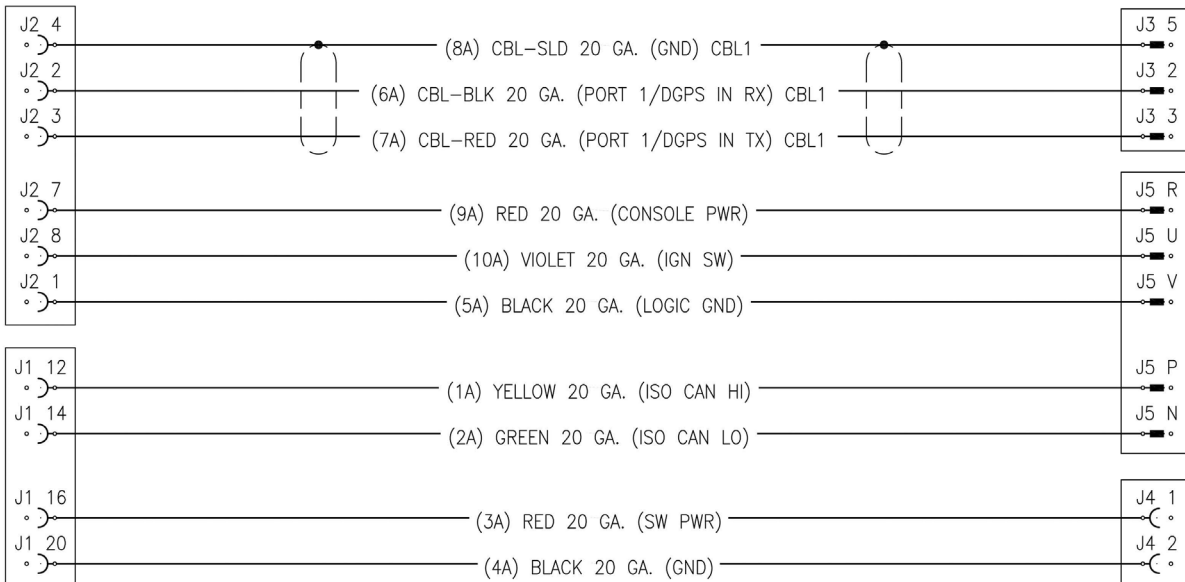 J2 4 (8A) CBL-SLD 20 GA. (GND) CBL1 J3 5
J2 2 (6A) CBL-BLK 20 GA. (PORT 1/DGPS IN RX) CBL1 J3 2
J2 3 (7A) CBL-RED 20 GA. (PORT 1/DGPS IN TX) CBL1 J3 3
J2 7 (9A) RED 20 GA. (CONSOLE PWR) J5 R
J2 8 (10A) VIOLET 20 GA. (IGN SW) J5 U
J2 1 (5A) BLACK 20 GA. (LOGIC GND) J5 V
J1 12 (1A) YELLOW 20 GA. (ISO CAN HI) J5 P
J1 14 (2A) GREEN 20 GA. (ISO CAN LO) J5 N
J1 16 (3A) RED 20 GA. (SW PWR) J4 1
J1 20 (4A) BLACK 20 GA. (GND) J4 2